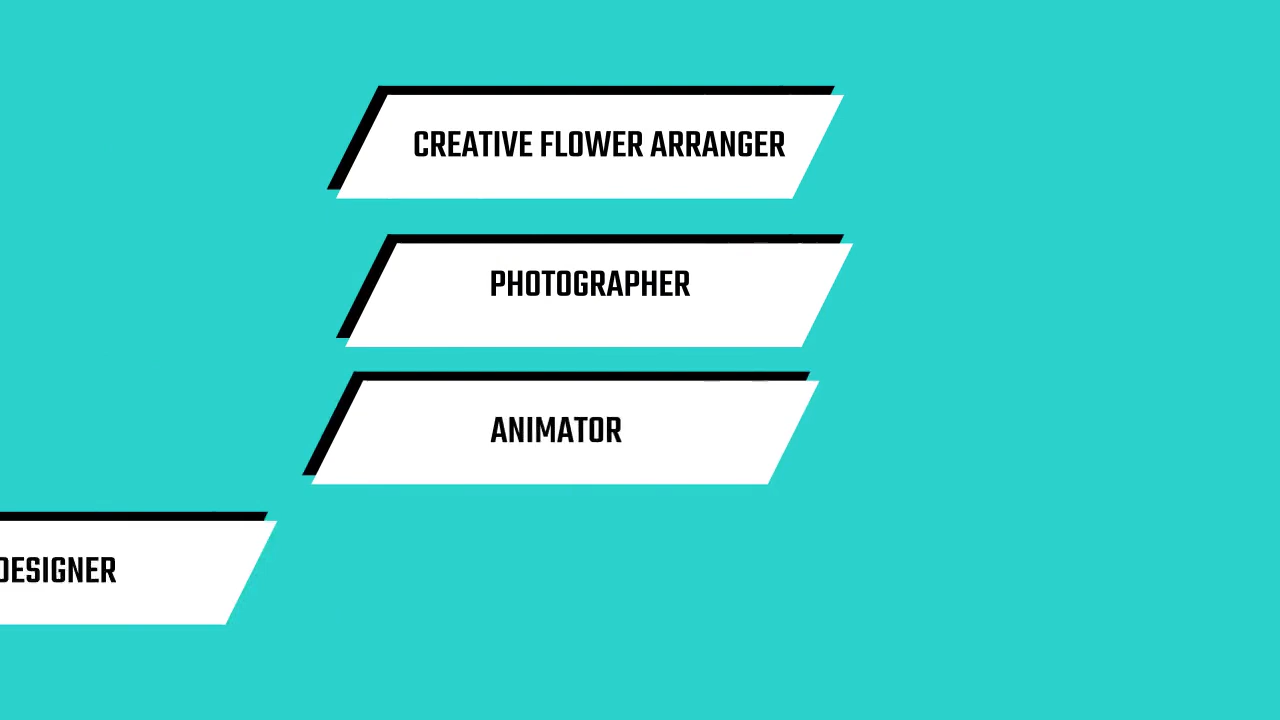 CREATIVE FLOWER ARRANGER
PHOTOGRAPHER
ANIMATOR
DESIGNER